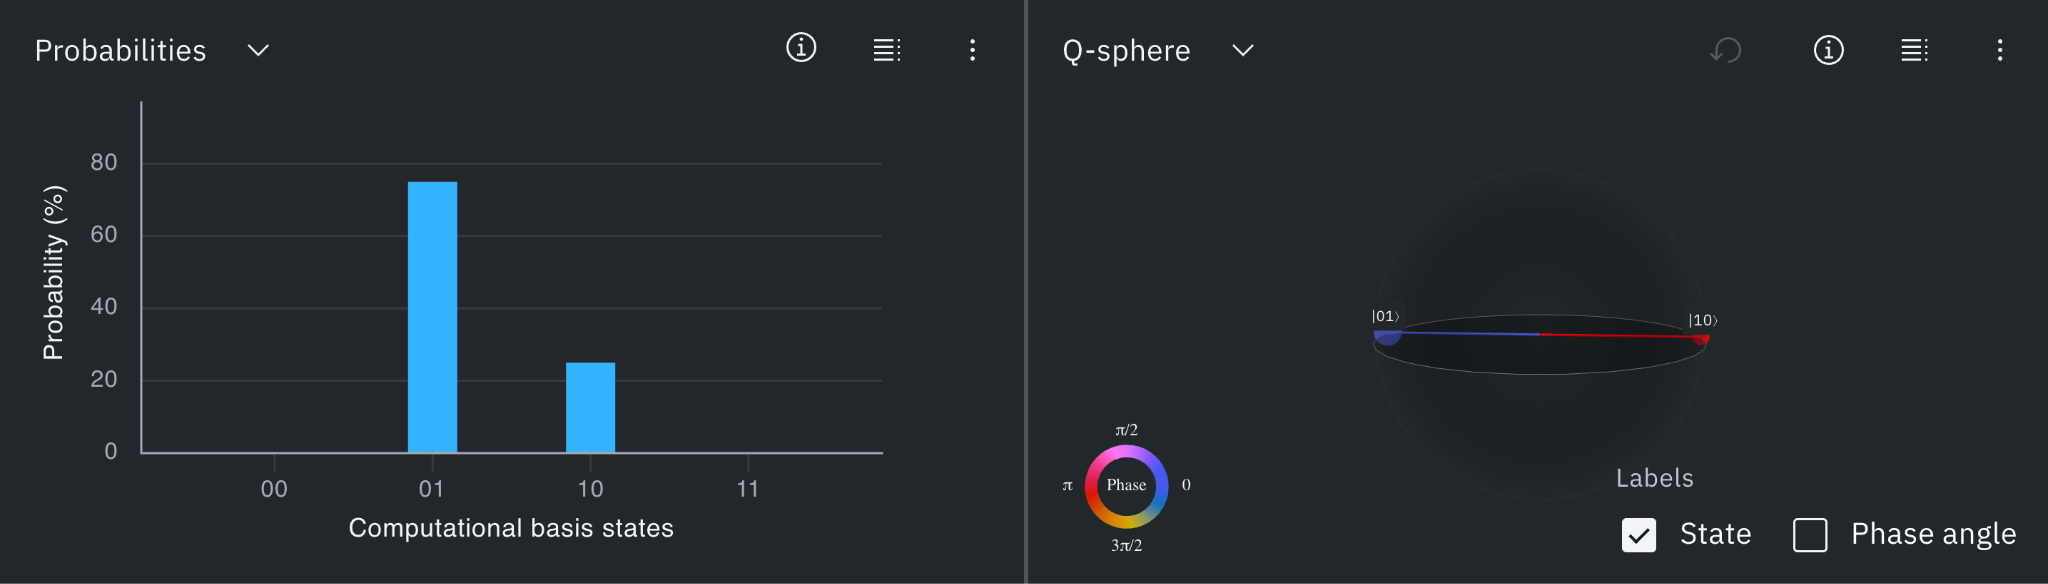 Probabilities
Probability (%)
80
60
40
20
0
00 01 10 11
Computational basis states
Q-sphere
|01⟩
|10⟩
π/2
π Phase 0
3π/2
Labels
State Phase angle